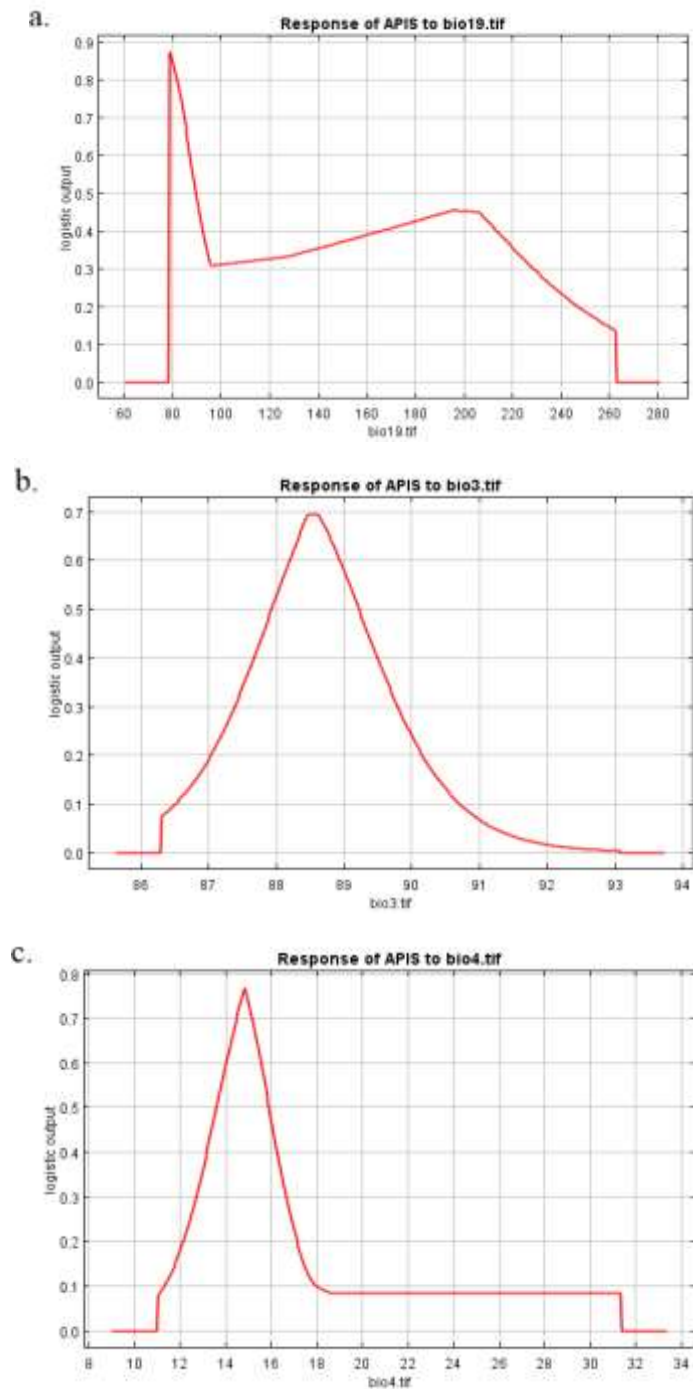 a.
Response of APIS to bio19.tif
logistic output
0.9
0.8
0.7
0.6
0.5
0.4
0.3
0.2
0.1
0.0
60 80 100 120 140 160 180 200 220 240 260 280
bio19.tif
b.
Response of APIS to bio3.tif
logistic output
0.7
0.6
0.5
0.4
0.3
0.2
0.1
0.0
86 87 88 89 90 91 92 93 94
bio3.tif
c.
Response of APIS to bio4.tif
logistic output
0.8
0.7
0.6
0.5
0.4
0.3
0.2
0.1
0.0
8 10 12 14 16 18 20 22 24 26 28 30 32 34
bio4.tif